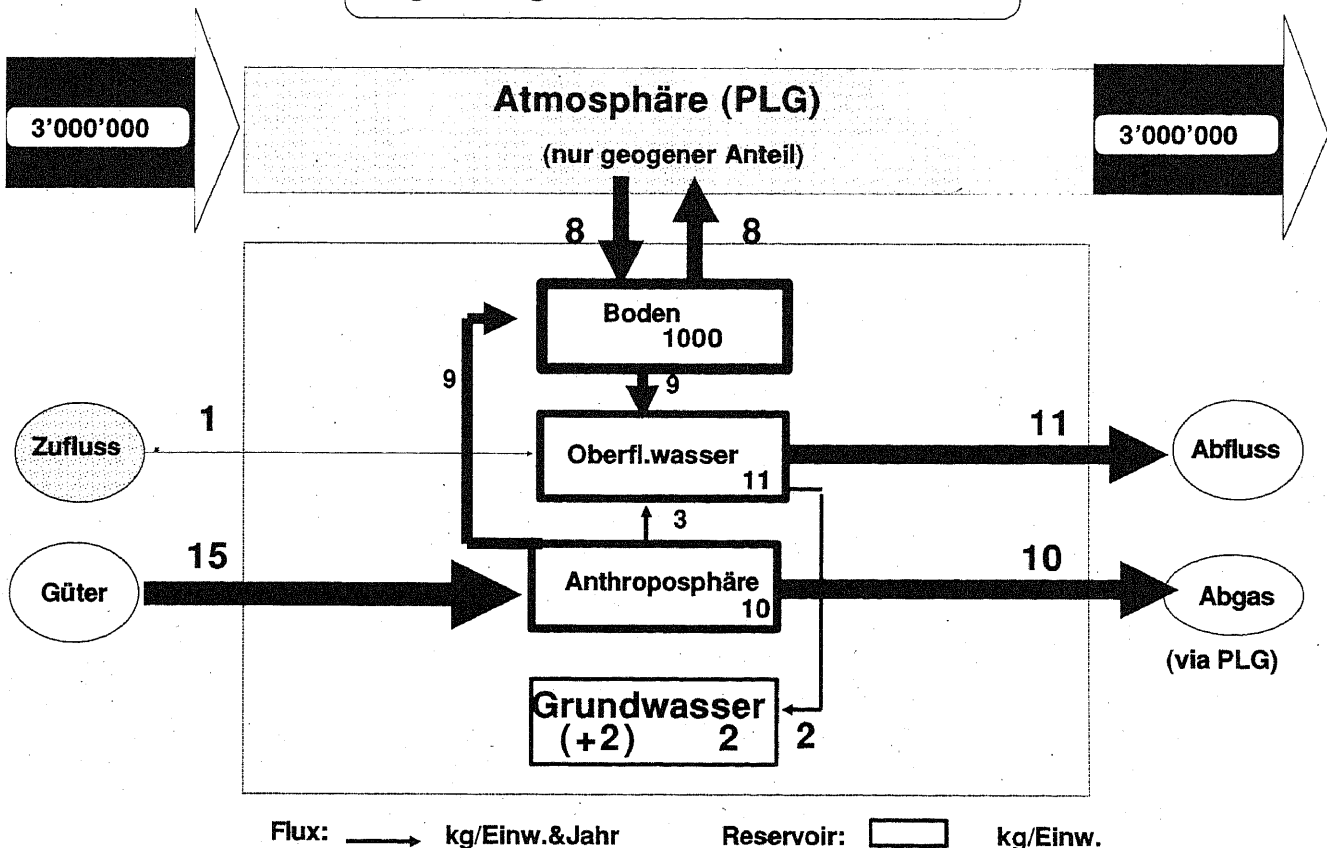 Atmosphäre (PLG)
3'000'000
3'000'000
(nur geogener Anteil)
8
8
Boden
1000
9
9
1
11
Zufluss
Oberfl.wasser
11
Abfluss
3
15
10
Güter
Anthroposphäre
10
Abgas
(via PLG)
Grundwasser
(+2) 2
2
Flux: kg/Einw.&Jahr Reservoir: kg/Einw.